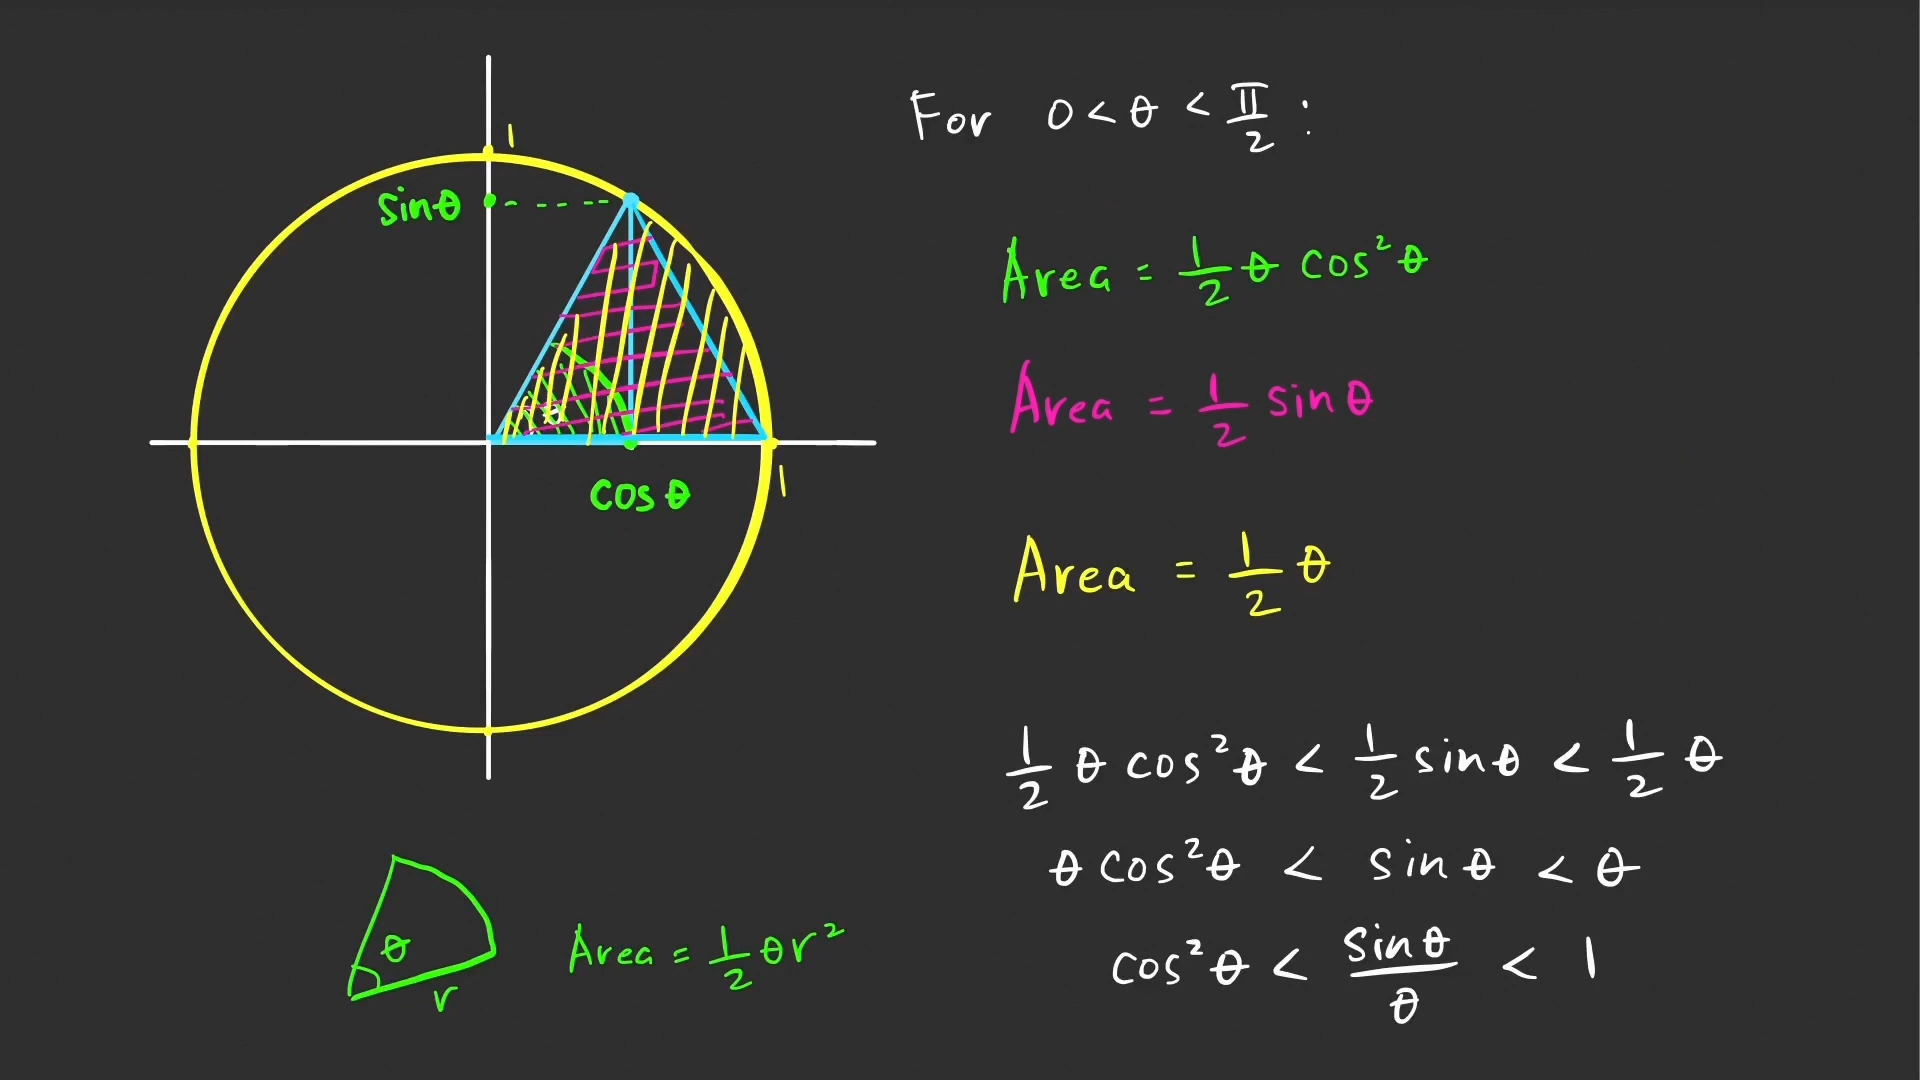 1
sinθ
cosθ
1
For 0 < θ < π/2 :
Area = 1/2 θ cos²θ
Area = 1/2 sinθ
Area = 1/2 θ
1/2 θ cos²θ < 1/2 sinθ < 1/2 θ
θ cos²θ < sinθ < θ
cos²θ < sinθ/θ < 1
θ
θ
r
Area = 1/2 θr²